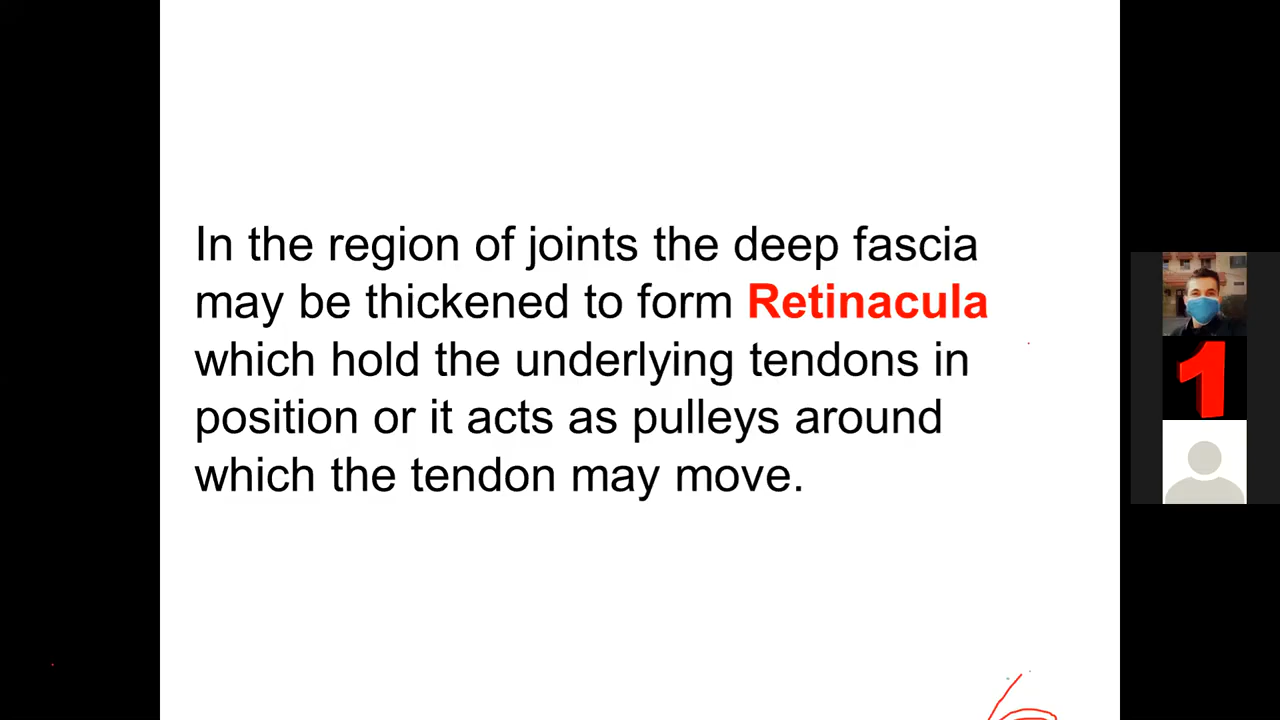 In the region of joints the deep fascia
may be thickened to form Retinacula
which hold the underlying tendons in
position or it acts as pulleys around
which the tendon may move.
1